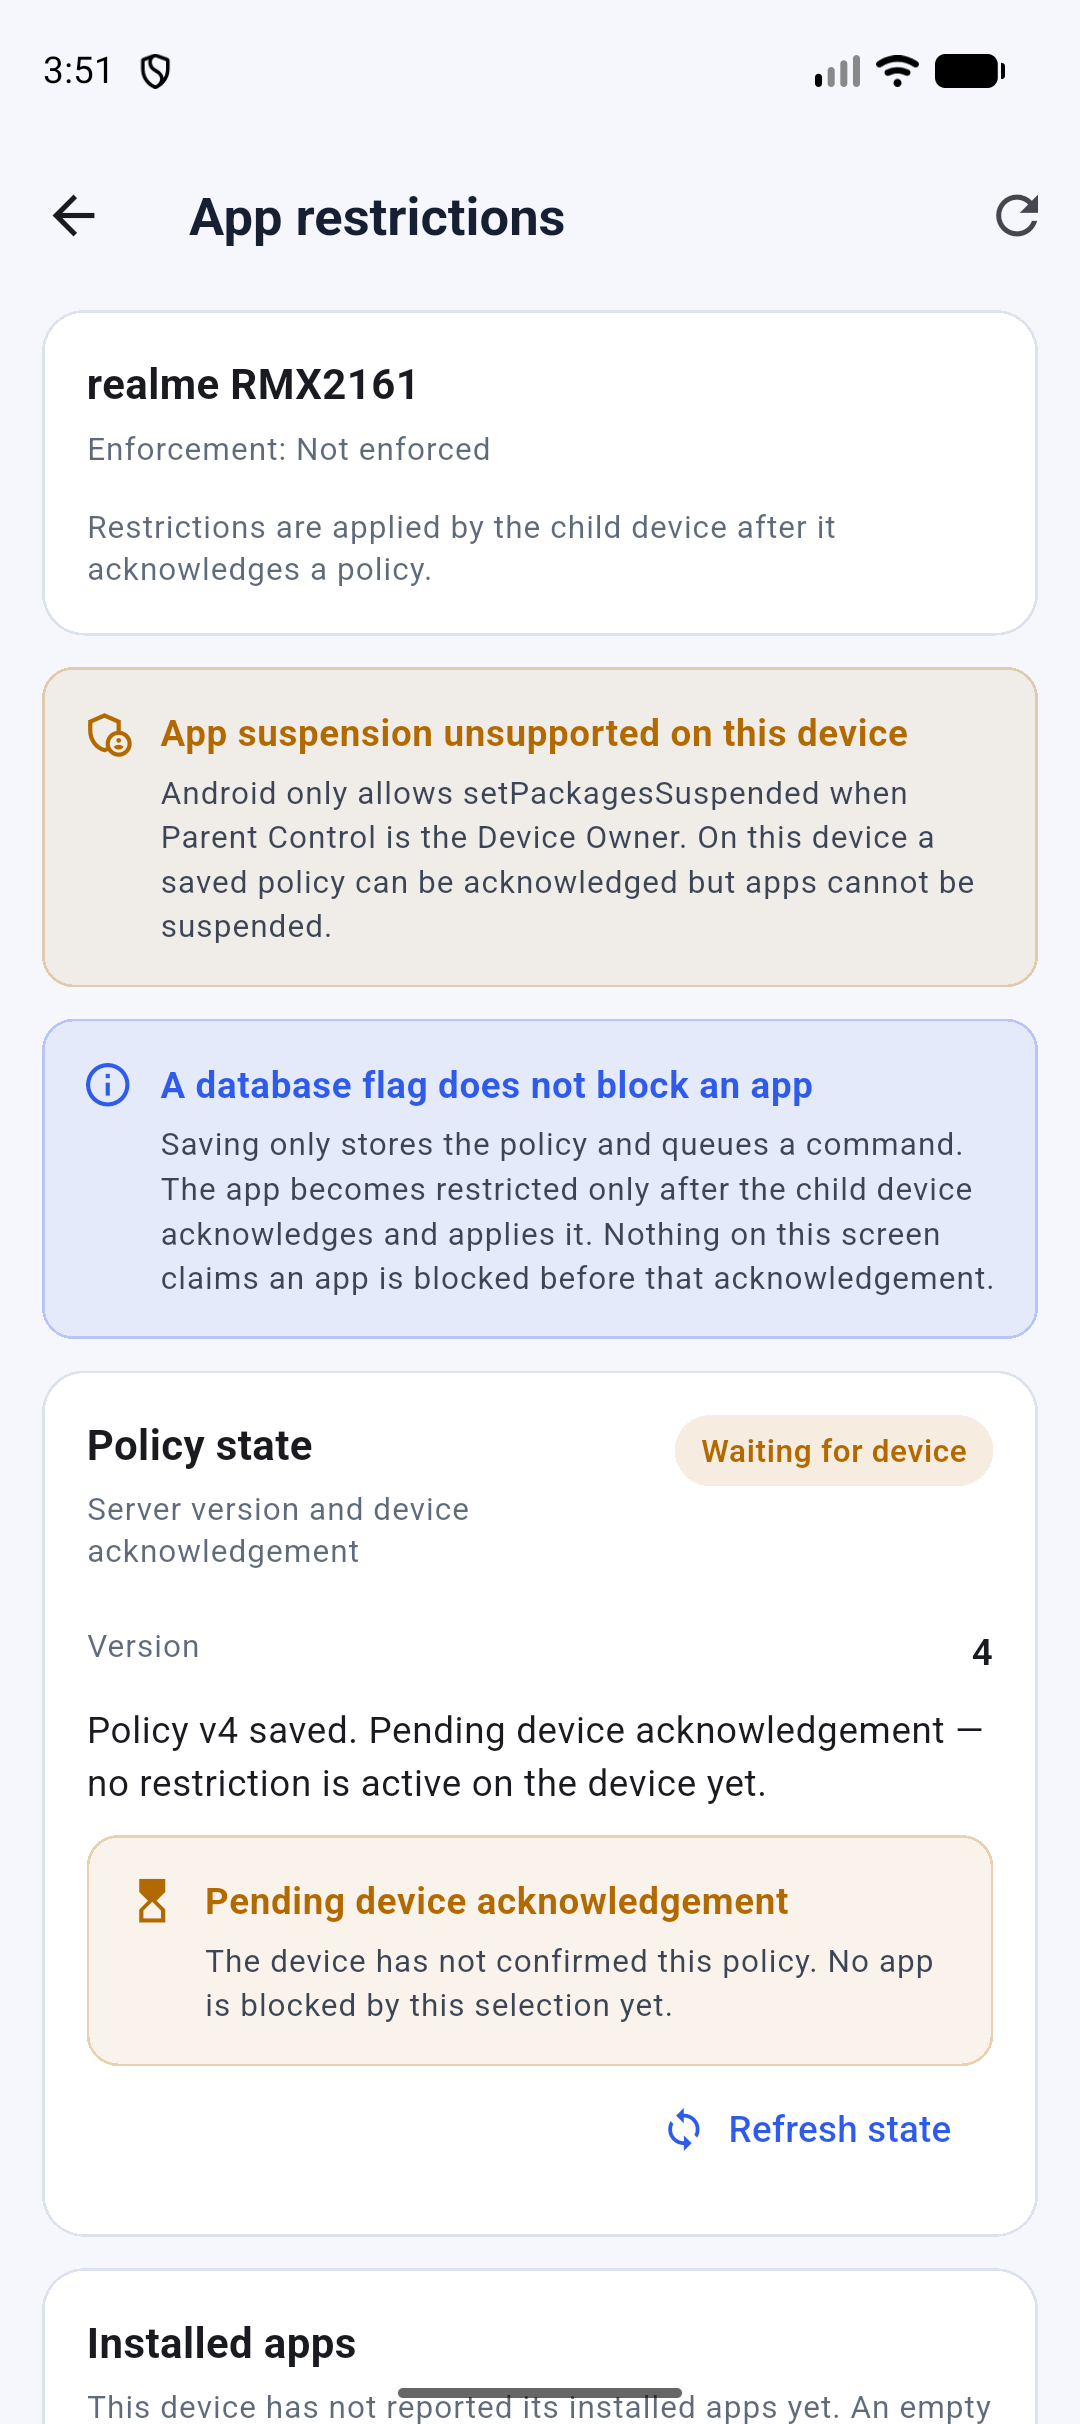 3:51
App restrictions
realme RMX2161
Enforcement: Not enforced
Restrictions are applied by the child device after it
acknowledges a policy.
App suspension unsupported on this device
Android only allows setPackagesSuspended when
Parent Control is the Device Owner. On this device a
saved policy can be acknowledged but apps cannot be
suspended.
A database flag does not block an app
Saving only stores the policy and queues a command.
The app becomes restricted only after the child device
acknowledges and applies it. Nothing on this screen
claims an app is blocked before that acknowledgement.
Policy state
Waiting for device
Server version and device
acknowledgement
Version
4
Policy v4 saved. Pending device acknowledgement —
no restriction is active on the device yet.
Pending device acknowledgement
The device has not confirmed this policy. No app
is blocked by this selection yet.
Refresh state
Installed apps
This device has not reported its installed apps yet. An empty